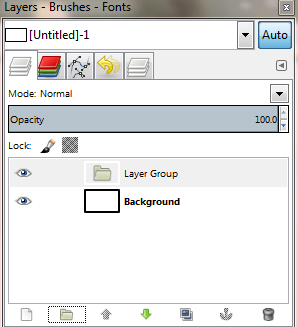 Layers - Brushes - Fonts
[Untitled]-1
Auto
Mode: Normal
Opacity 100.0
Lock:
Layer Group
Background